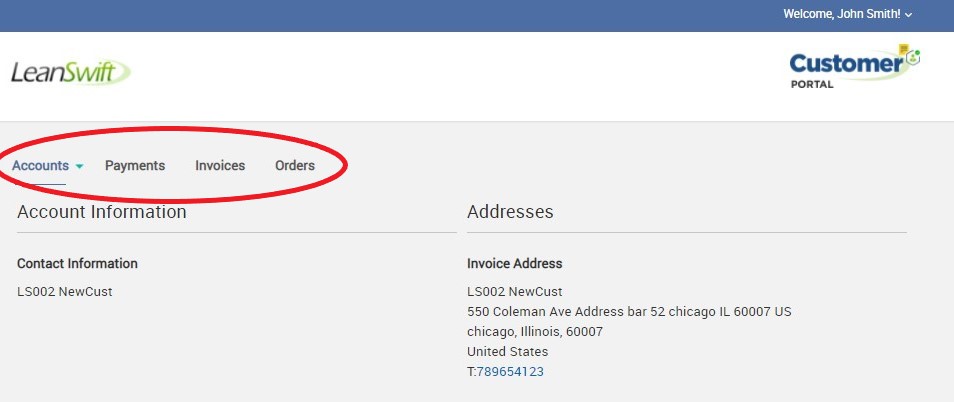 Welcome, John Smith!
LeanSwift
Customer
PORTAL
Accounts Payments Invoices Orders
Account Information
Addresses
Contact Information
LS002 NewCust
Invoice Address
LS002 NewCust
550 Coleman Ave Address bar 52 chicago IL 60007 US
chicago, Illinois, 60007
United States
T:789654123